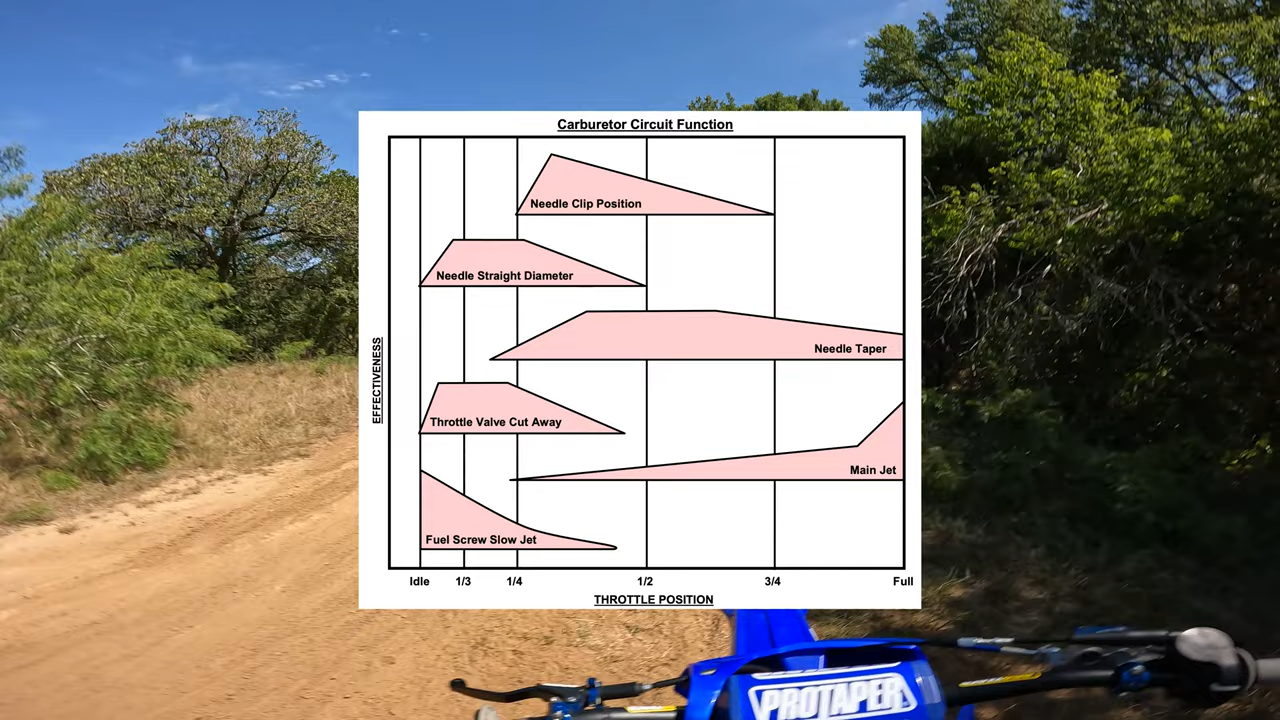 Carburetor Circuit Function
Needle Clip Position
Needle Straight Diameter
Needle Taper
Throttle Valve Cut Away
Main Jet
Fuel Screw Slow Jet
EFFECTIVENESS
Idle 1/3 1/4 1/2 3/4 Full
THROTTLE POSITION
PROTAPER